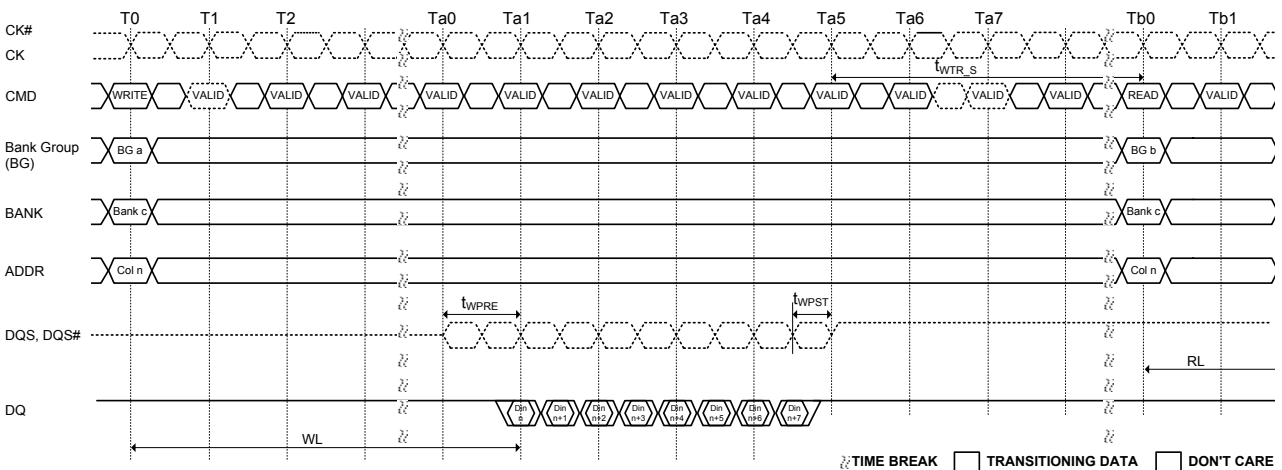 T0 T1 T2 Ta0 Ta1 Ta2 Ta3 Ta4 Ta5 Ta6 Ta7 Tb0 Tb1
CK#
CK
tWTR_S
CMD WRITE VALID VALID VALID VALID VALID VALID VALID VALID VALID VALID VALID VALID READ VALID
Bank Group
(BG)
BG a BG b
BANK Bank c Bank c
ADDR Col n Col n
tWPRE tWPST
DQS, DQS#
RL
DQ Din n Din n+1 Din n+2 Din n+3 Din n+4 Din n+5 Din n+6 Din n+7
WL
TIME BREAK TRANSITIONING DATA DON'T CARE